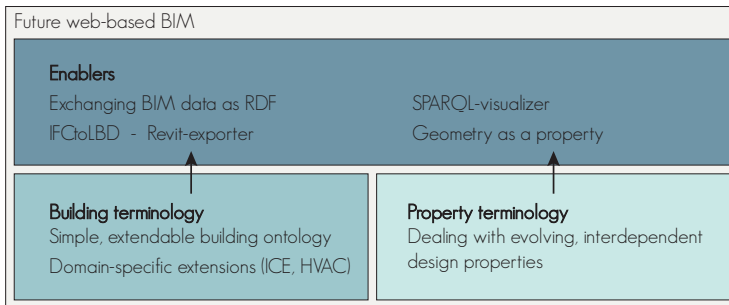 Future web-based BIM
Enablers
Exchanging BIM data as RDF
IFCtoLBD - Revit-exporter
SPARQL-visualizer
Geometry as a property
Building terminology
Simple, extendable building ontology
Domain-specific extensions (ICE, HVAC)
Property terminology
Dealing with evolving, interdependent
design properties